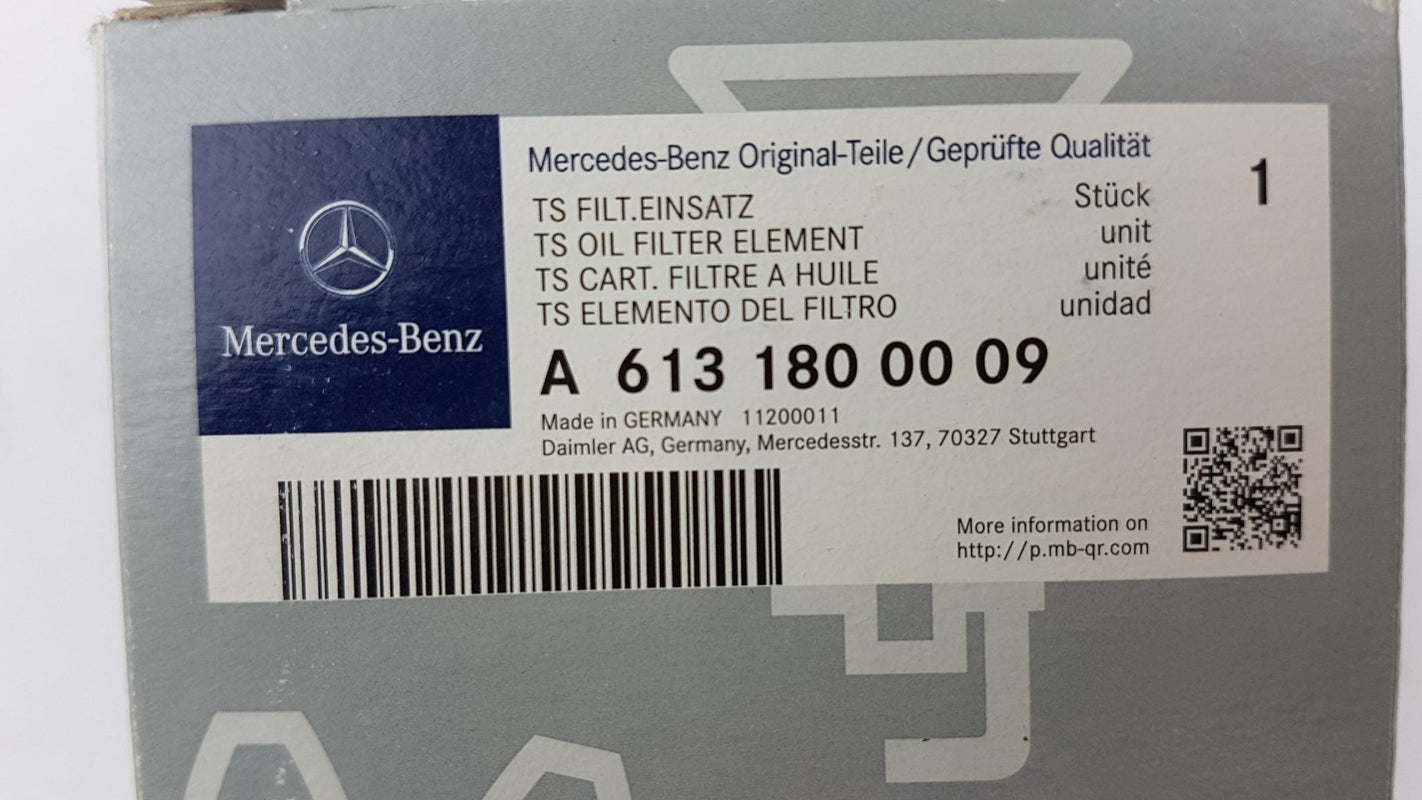 Mercedes-Benz
Mercedes-Benz Original-Teile/Geprüfte Qualität
TS FILT.EINSATZ Stück 1
TS OIL FILTER ELEMENT unit
TS CART. FILTRE A HUILE unité
TS ELEMENTO DEL FILTRO unidad
A 613 180 00 09
Made in GERMANY 11200011
Daimler AG, Germany, Mercedesstr. 137, 70327 Stuttgart
More information on
http://p.mb-qr.com